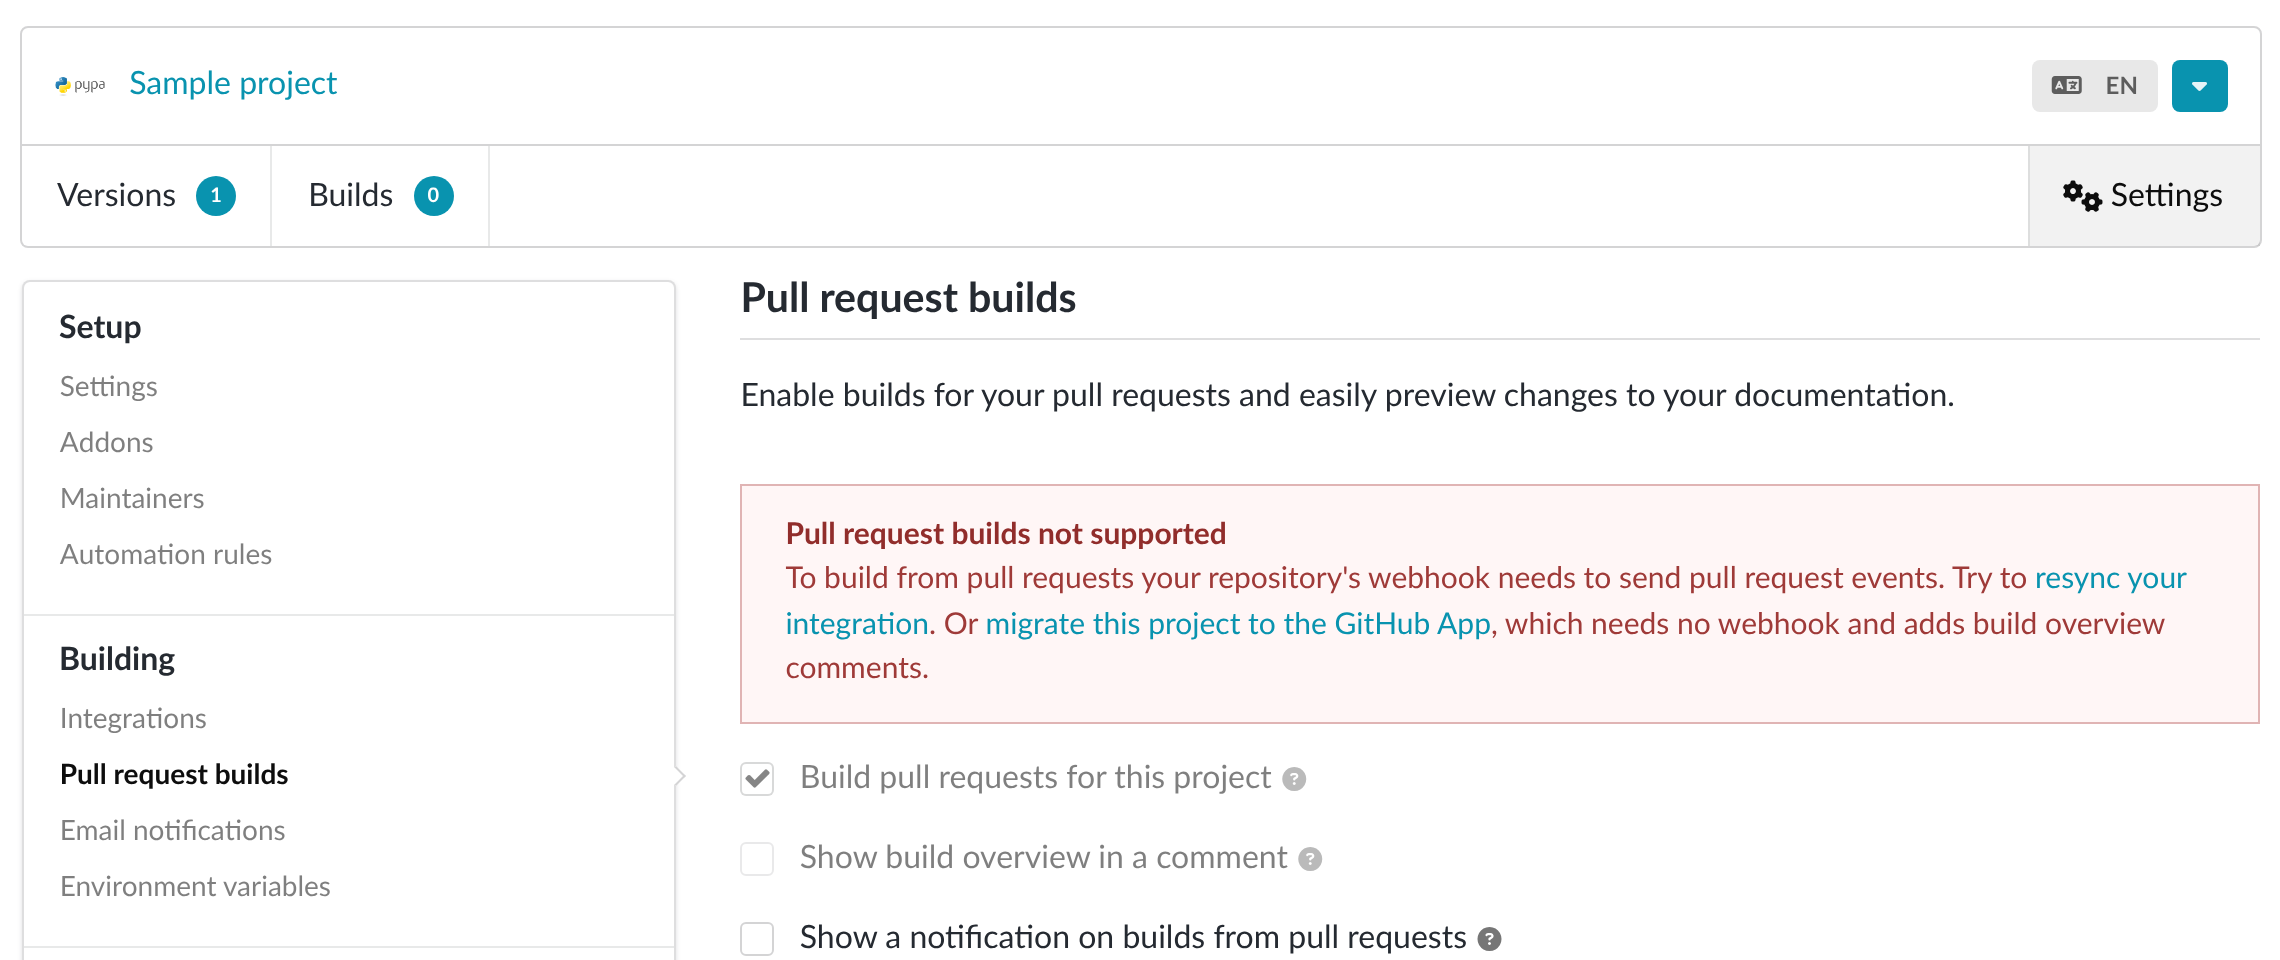 pypa Sample project
EN
Versions 1
Builds 0
Settings
Setup
Settings
Addons
Maintainers
Automation rules
Building
Integrations
Pull request builds
Email notifications
Environment variables
Pull request builds
Enable builds for your pull requests and easily preview changes to your documentation.
Pull request builds not supported
To build from pull requests your repository's webhook needs to send pull request events. Try to resync your
integration. Or migrate this project to the GitHub App, which needs no webhook and adds build overview
comments.
Build pull requests for this project ?
Show build overview in a comment ?
Show a notification on builds from pull requests ?